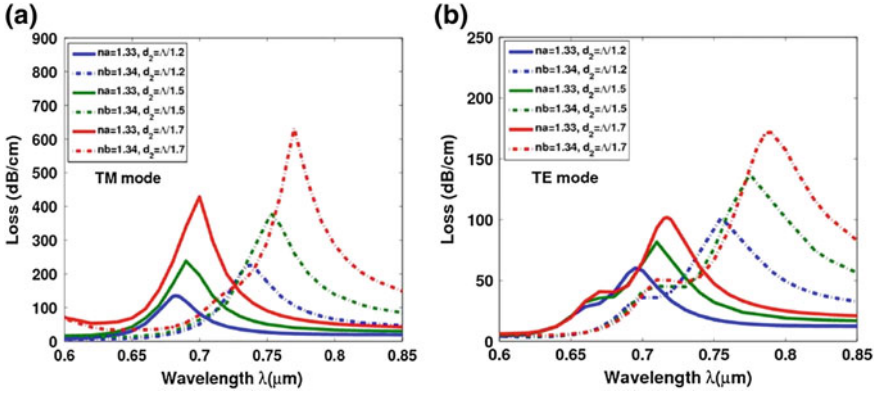 (a)
900
800
700
600
500
400
300
200
100
0
Loss (dB/cm)
na=1.33, d2=Λ/1.2
nb=1.34, d2=Λ/1.2
na=1.33, d2=Λ/1.5
nb=1.34, d2=Λ/1.5
na=1.33, d2=Λ/1.7
nb=1.34, d2=Λ/1.7
TM mode
0.6
0.65
0.7
0.75
0.8
0.85
Wavelength λ(μm)
(b)
250
200
150
100
50
0
Loss (dB/cm)
na=1.33, d2=Λ/1.2
nb=1.34, d2=Λ/1.2
na=1.33, d2=Λ/1.5
nb=1.34, d2=Λ/1.5
na=1.33, d2=Λ/1.7
nb=1.34, d2=Λ/1.7
TE mode
0.6
0.65
0.7
0.75
0.8
0.85
Wavelength λ(μm)